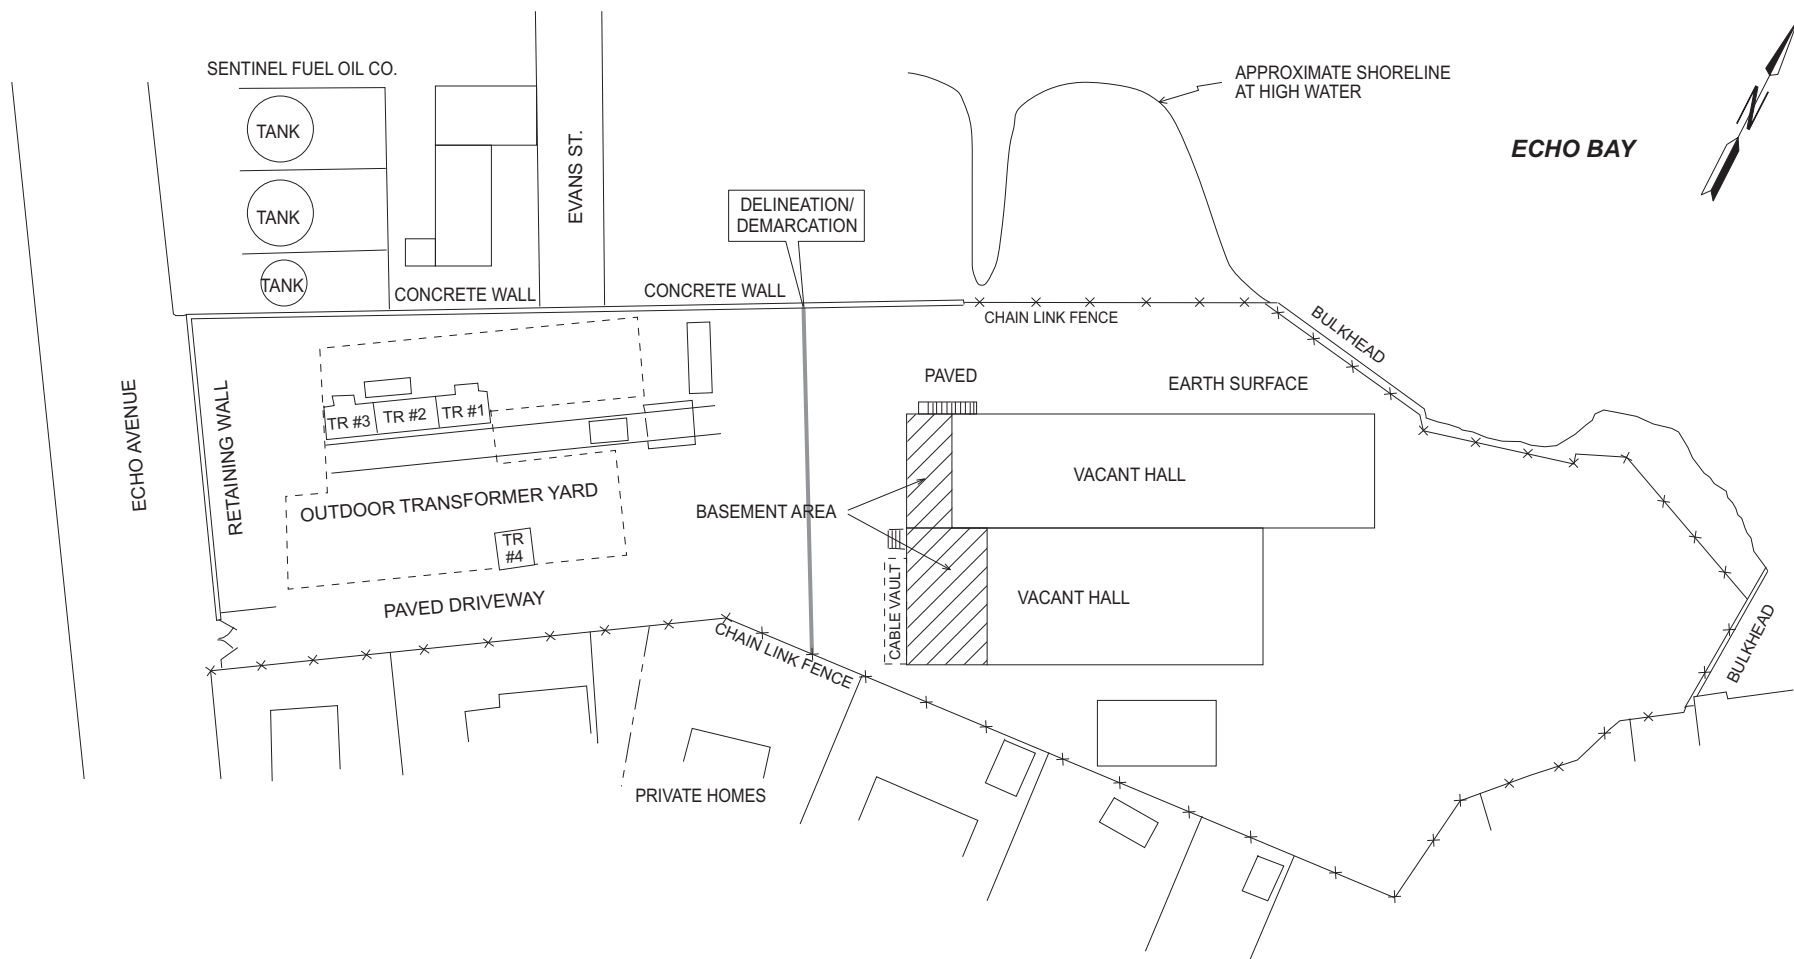 SENTINEL FUEL OIL CO.
TANK
TANK
TANK
EVANS ST.
APPROXIMATE SHORELINE
AT HIGH WATER
ECHO BAY
N
DELINEATION/
DEMARCATION
CONCRETE WALL
CONCRETE WALL
CHAIN LINK FENCE
BULKHEAD
ECHO AVENUE
RETAINING WALL
TR #3
TR #2
TR #1
PAVED
EARTH SURFACE
VACANT HALL
OUTDOOR TRANSFORMER YARD
BASEMENT AREA
TR
#4
CABLE VAULT
VACANT HALL
PAVED DRIVEWAY
CHAIN LINK FENCE
BULKHEAD
PRIVATE HOMES